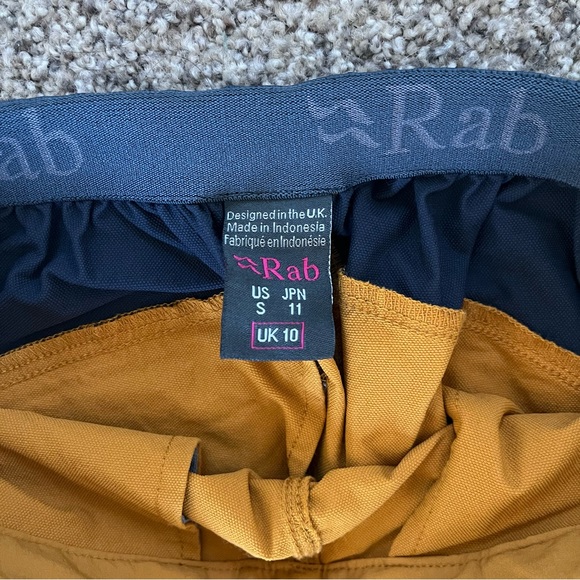 Rab
Rab
Designed in the U.K.
Made in Indonesia
Fabriqué en Indonésie
Rab
US JPN
S 11
UK 10